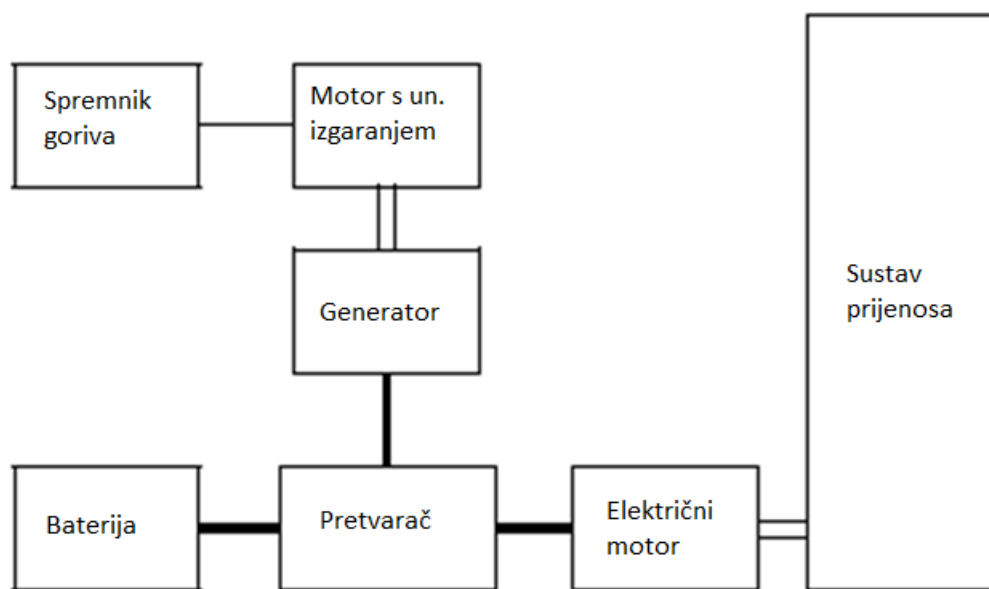 Spremnik
goriva
Motor s un.
izgaranjem
Generator
Sustav
prijenosa
Baterija
Pretvarač
Električni
motor